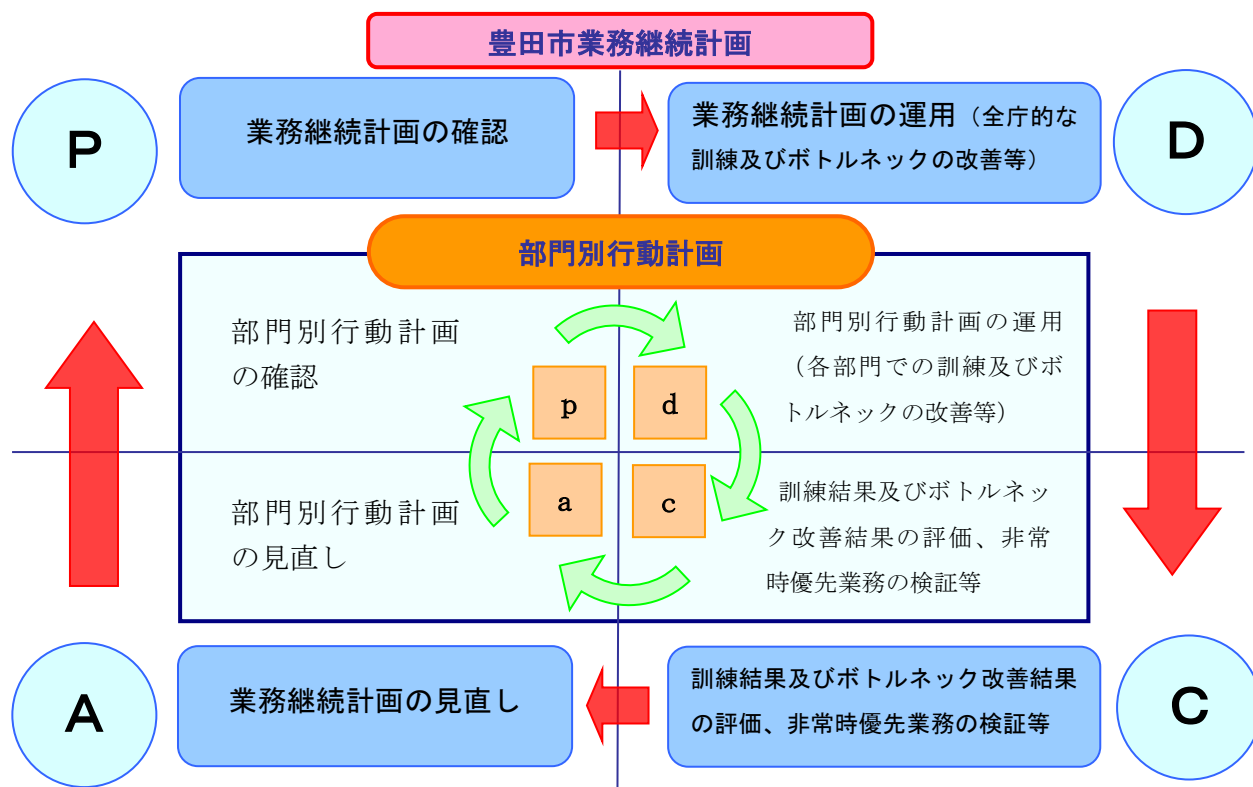 豊田市業務継続計画
P
業務継続計画の確認
業務継続計画の運用（全庁的な
訓練及びボトルネックの改善等）
D
部門別行動計画
部門別行動計画
の確認
部門別行動計画の運用
（各部門での訓練及びボ
トルネックの改善等）
p
d
a
c
部門別行動計画
の見直し
訓練結果及びボトルネッ
ク改善結果の評価、非常
時優先業務の検証等
A
業務継続計画の見直し
訓練結果及びボトルネック改善結果
の評価、非常時優先業務の検証等
C